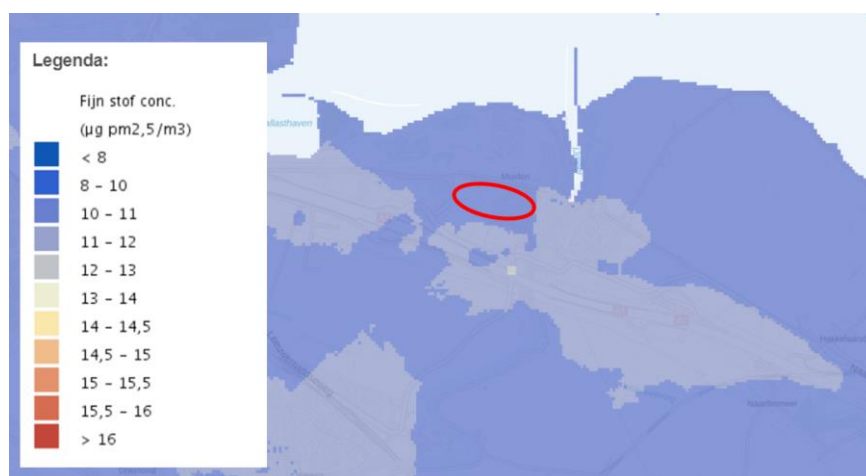 Legenda:
Fijn stof conc.
(µg pm2,5/m3)
< 8
8 – 10
10 – 11
11 – 12
12 – 13
13 – 14
14 – 14,5
14,5 – 15
15 – 15,5
15,5 – 16
> 16
Muiden